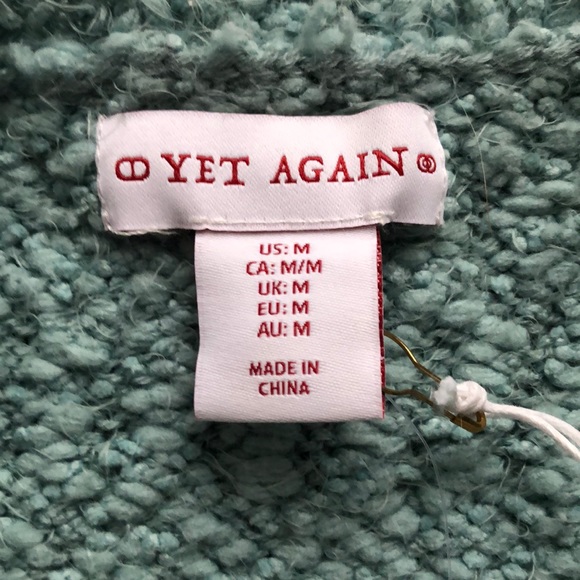 YET AGAIN
US: M
CA: M/M
UK: M
EU: M
AU: M
MADE IN
CHINA